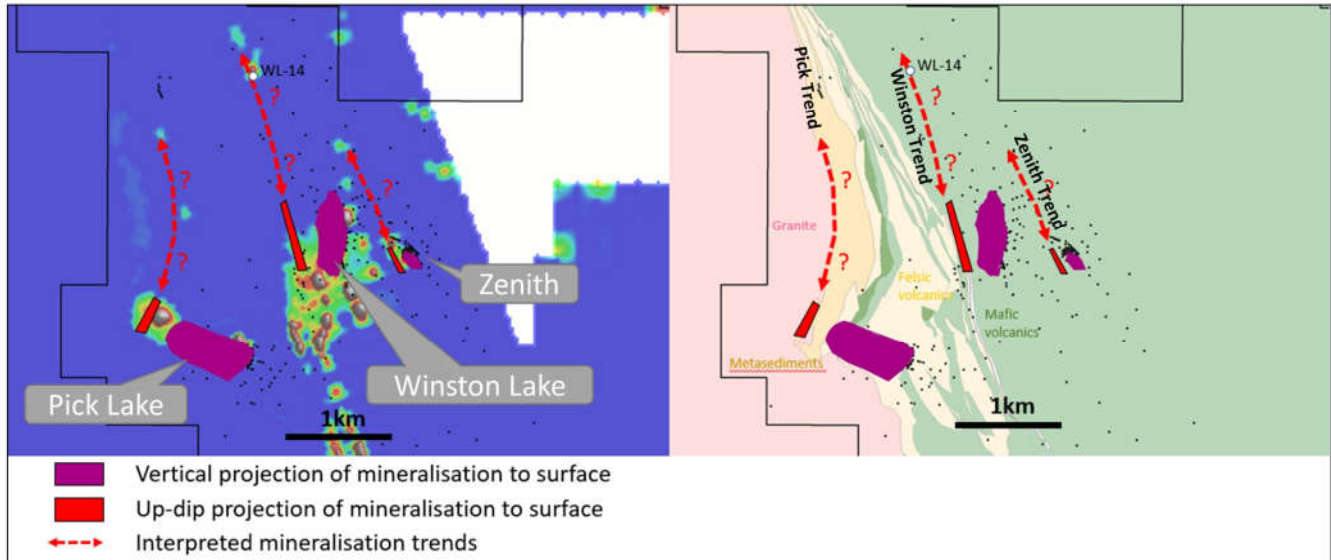 WL-14
?
?
?
?
Zenith
Winston Lake
Pick Lake
1km
Pick Trend
WL-14
Winston Trend
Zenith Trend
?
?
?
?
?
Granite
Felsic
volcanics
Mafic
volcanics
Metasediments
1km
Vertical projection of mineralisation to surface
Up-dip projection of mineralisation to surface
Interpreted mineralisation trends